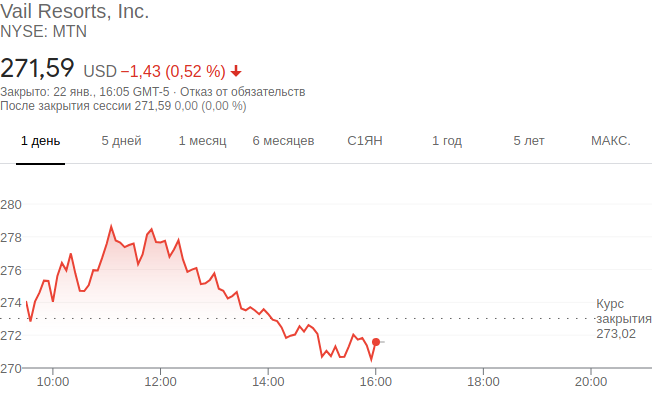 Vail Resorts, Inc.
NYSE: MTN
271,59 USD −1,43 (0,52 %)
Закрыто: 22 янв., 16:05 GMT-5 · Отказ от обязательств
После закрытия сессии 271,59 0,00 (0,00 %)
1 день 5 дней 1 месяц 6 месяцев С1ЯН 1 год 5 лет МАКС.
280
278
276
274
272
270
Курс
закрытия
273,02
10:00 12:00 14:00 16:00 18:00 20:00